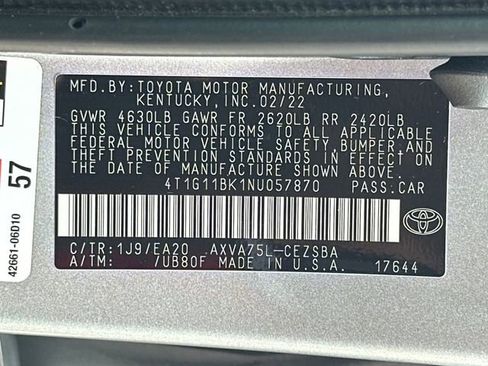 MFD.BY:TOYOTA MOTOR MANUFACTURING,
KENTUCKY, INC.02/22
GVWR 4630LB GAWR FR 2620LB RR 2420LB
THIS VEHICLE CONFORMS TO ALL APPLICABLE
FEDERAL MOTOR VEHICLE SAFETY,BUMPER,AND
THEFT PREVENTION STANDARDS IN EFFECT†
ON THE DATE OF MANUFACTURE SHOWN ABOVE.
4T1G11BK1NU057870 PASS.CAR
C/TR:1J9/EA20 AXVA75L-CEZSBA
A/TM: /UB80F MADE IN U.S.A. 17644
57
42661-06D10